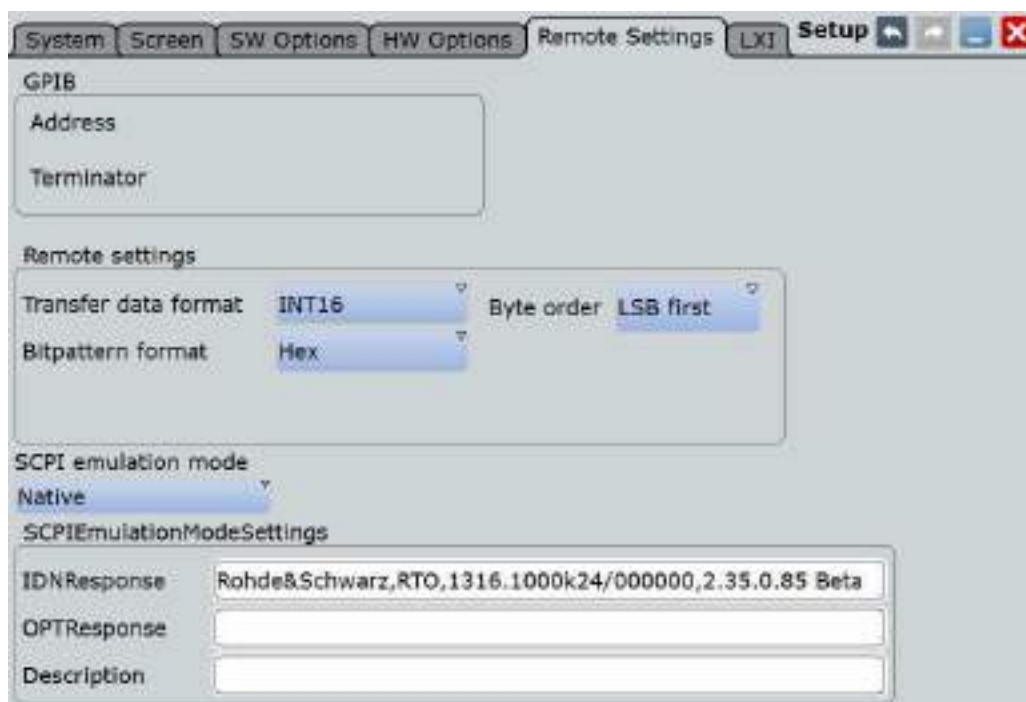 System Screen SW Options HW Options Remote Settings LXI Setup
GPIB
Address
Terminator
Remote settings
Transfer data format INT16 Byte order LSB first
Bitpattern format Hex
SCPI emulation mode
Native
SCPIEmulationModeSettings
IDNResponse Rohde&Schwarz,RTO,1316.1000k24/000000,2.35.0.85 Beta
OPTResponse
Description